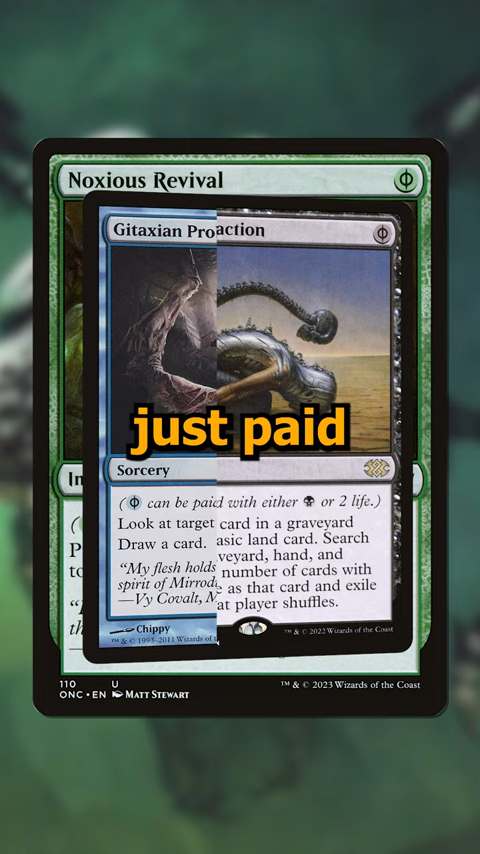 Noxious Revival
Gitaxian Pro action
just paid
Sorcery
In
( can be paid with either or 2 life.)
Look at target card in a graveyard
Draw a card. asic land card. Search
veyard, hand, and
"My flesh holds number of cards with
spirit of Mirrod as that card and exile
—Vy Covalt, M at player shuffles.
P
to
th
Chippy
™ & © 1993–2011 Wizards of t
™ & © 2022 Wizards of the Coast
110 U
ONC • EN Matt Stewart
™ & © 2023 Wizards of the Coast